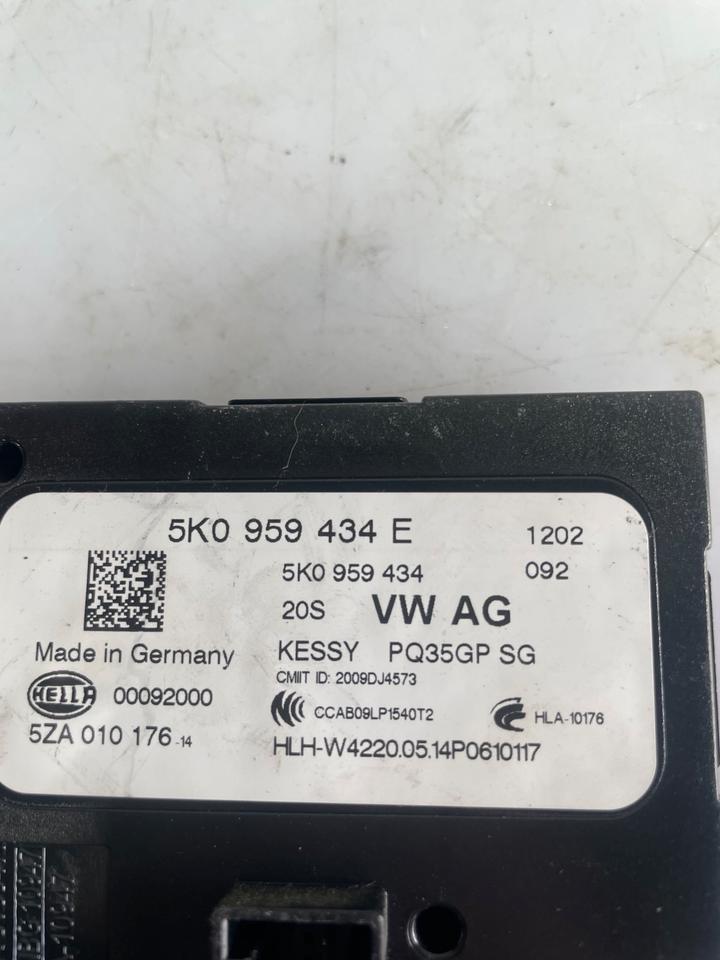 5K0 959 434 E 1202
5K0 959 434 092
20S VW AG
Made in Germany KESSY PQ35GP SG
CMIIT ID: 2009DJ4573
HELLA 00092000 CCAB09LP1540T2 HLA-10176
5ZA 010 176 -14 HLH-W4220.05.14P0610117